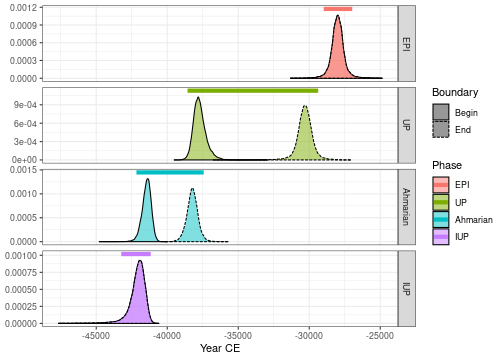 0.0012
0.0009
0.0006
0.0003
0.0000
EPI
9e-04
6e-04
3e-04
0e+00
UP
0.0015
0.0010
0.0005
0.0000
Ahmarian
0.00100
0.00075
0.00050
0.00025
0.00000
IUP
-45000 -40000 -35000 -30000 -25000
Year CE
Boundary
Begin
End
Phase
EPI
UP
Ahmarian
IUP